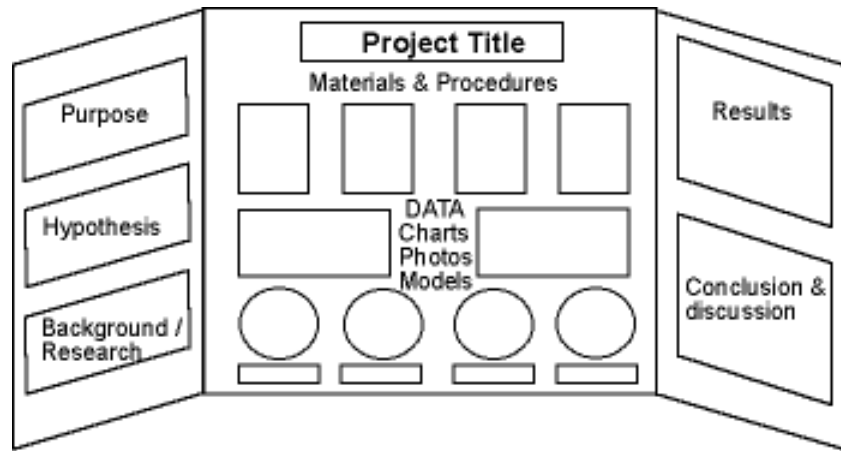 Project Title
Materials & Procedures
Purpose
Hypothesis
Background /
Research
DATA
Charts
Photos
Models
Results
Conclusion &
discussion